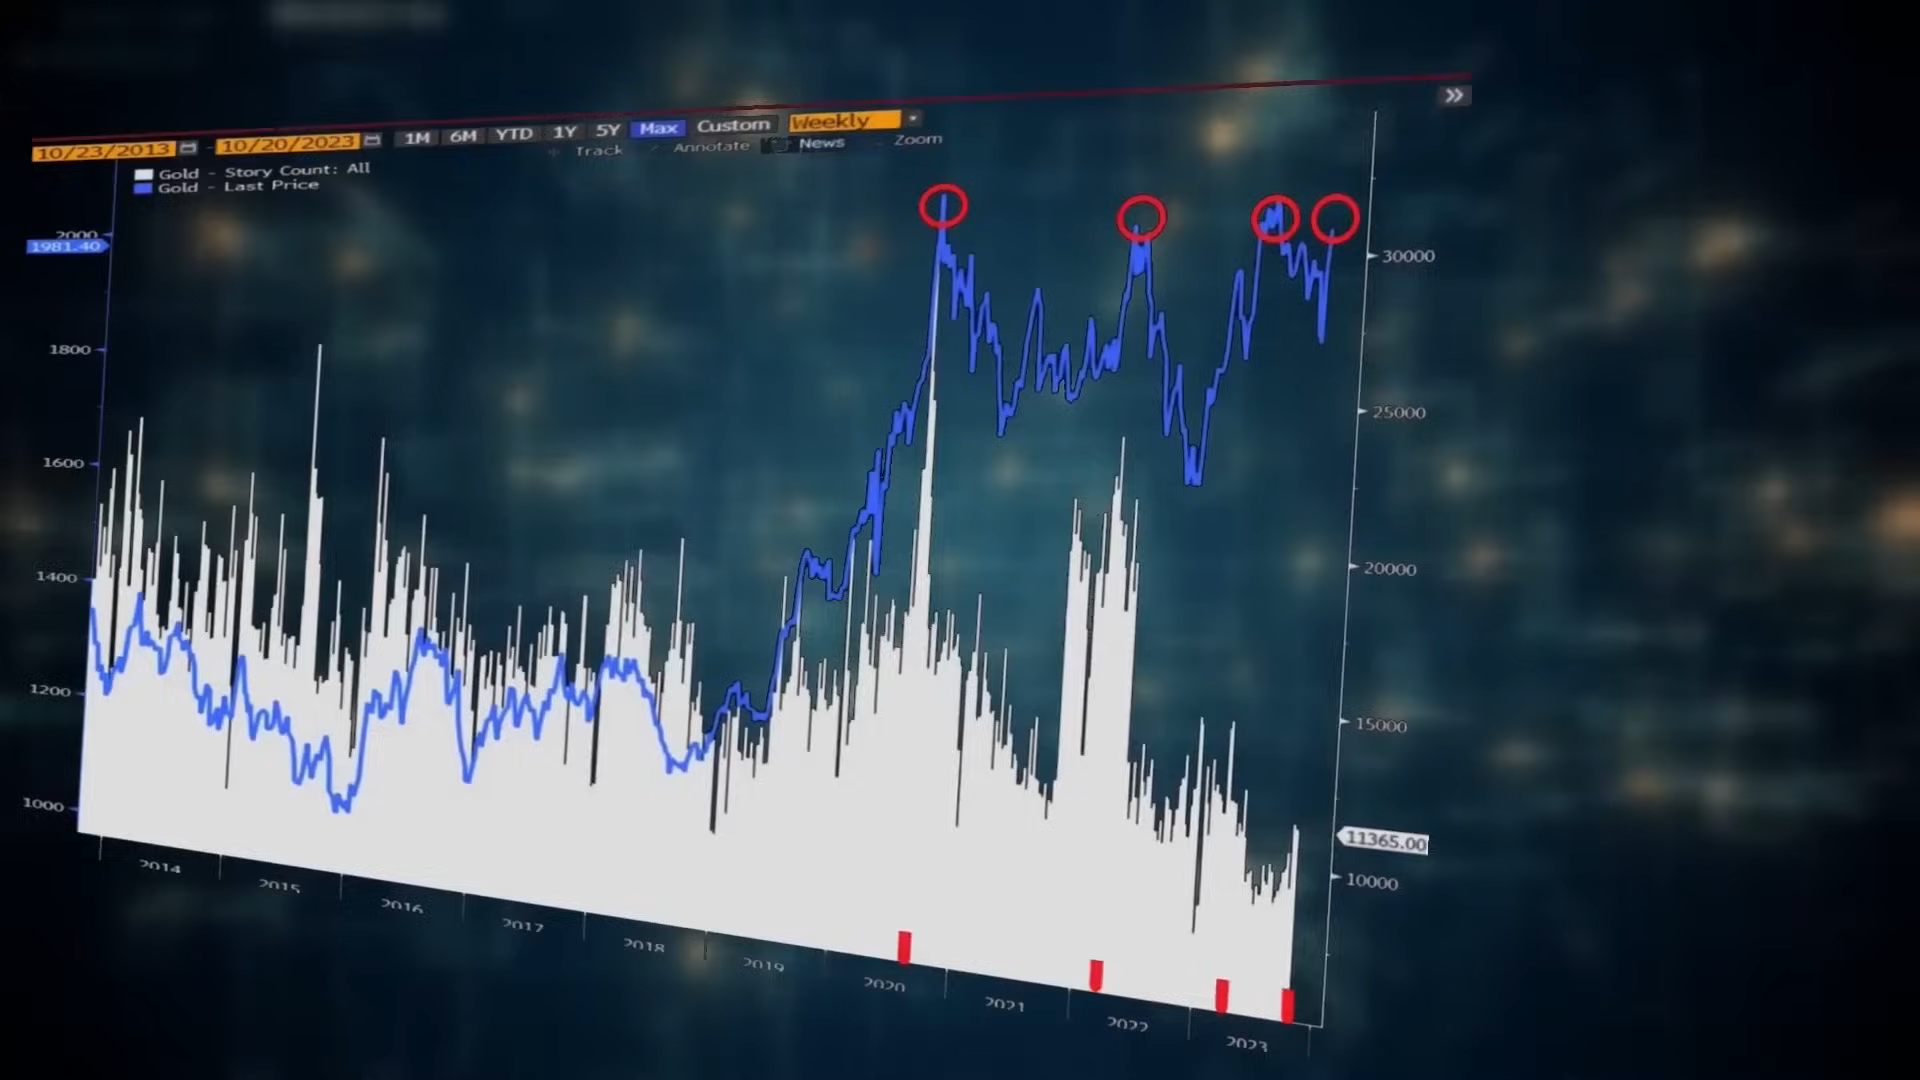 10/23/2013 - 10/20/2023 1M 6M YTD 1Y 5Y Max Custom Weekly
Track Annotate News Zoom
Gold - Story Count: All
Gold - Last Price
2000
1981.40
1800
1600
1400
1200
1000
30000
25000
20000
15000
11365.00
10000
2014 2015 2016 2017 2018 2019 2020 2021 2022 2023